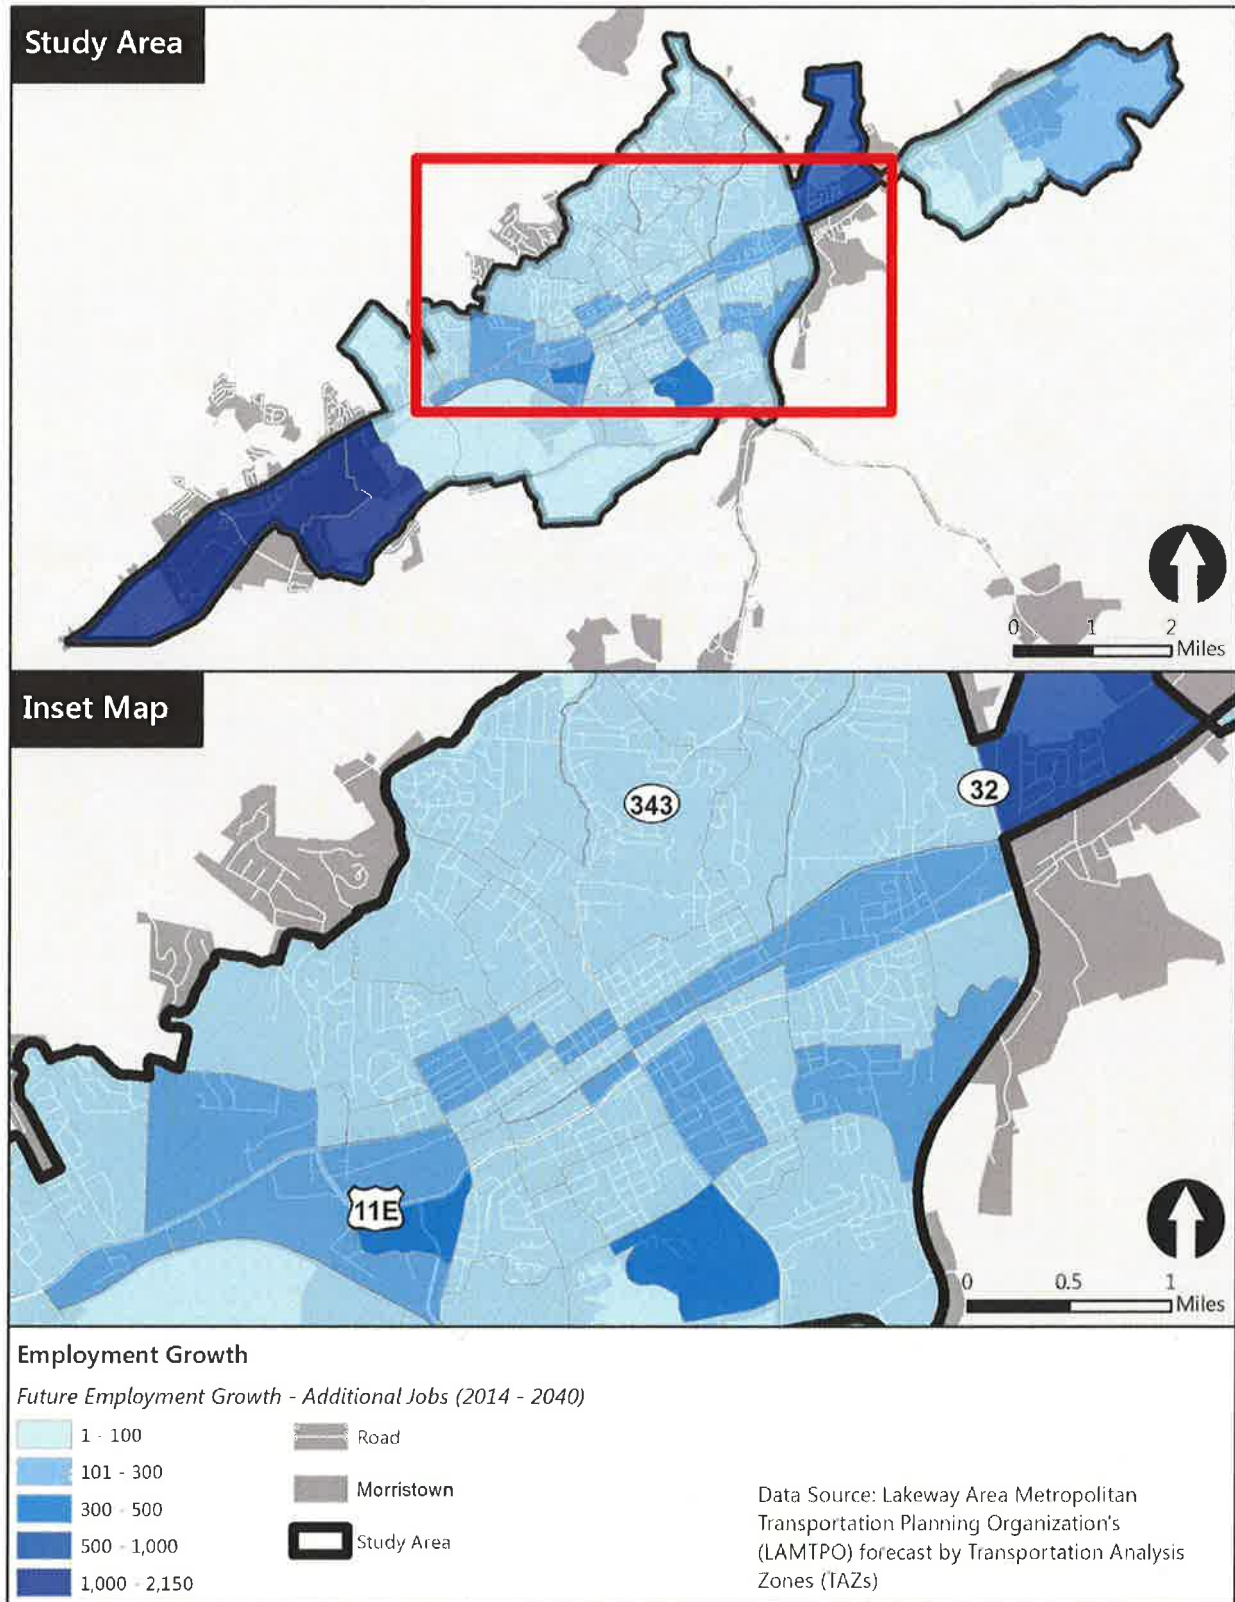 Study Area
0 1 2
Miles
Inset Map
343
32
11E
0 0.5 1
Miles
Employment Growth
Future Employment Growth - Additional Jobs (2014 - 2040)
1 - 100
101 - 300
300 - 500
500 - 1,000
1,000 - 2,150
Road
Morristown
Study Area
Data Source: Lakeway Area Metropolitan
Transportation Planning Organization's
(LAMTPO) forecast by Transportation Analysis
Zones (TAZs)